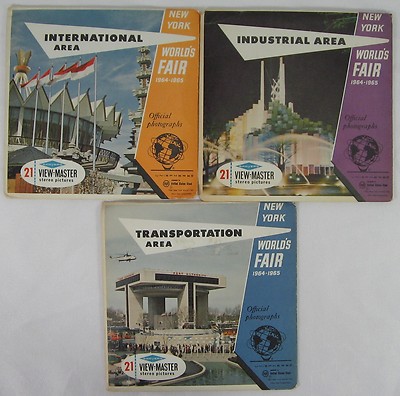 INTERNATIONAL
AREA
NEW
YORK
WORLD'S
FAIR
1964-1965
Official
photographs
21
VIEW-MASTER
stereo pictures
INDUSTRIAL AREA
NEW
YORK
WORLD'S
FAIR
1964-1965
Official
photographs
21
VIEW-MASTER
stereo pictures
TRANSPORTATION
AREA
NEW
YORK
WORLD'S
FAIR
1964-1965
Official
photographs
21
VIEW-MASTER
stereo pictures